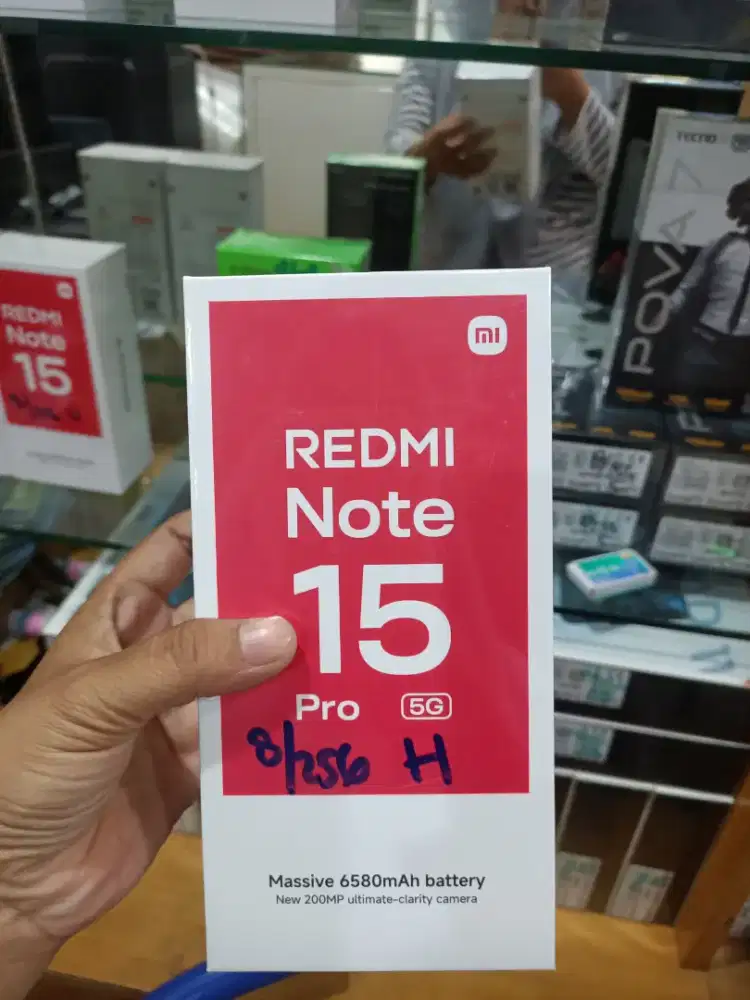 mi
REDMI
Note
15
Pro 5G
8/256 H
Massive 6580mAh battery
New 200MP ultimate-clarity camera
REDMI
Note
15
TECNO
POVA 7